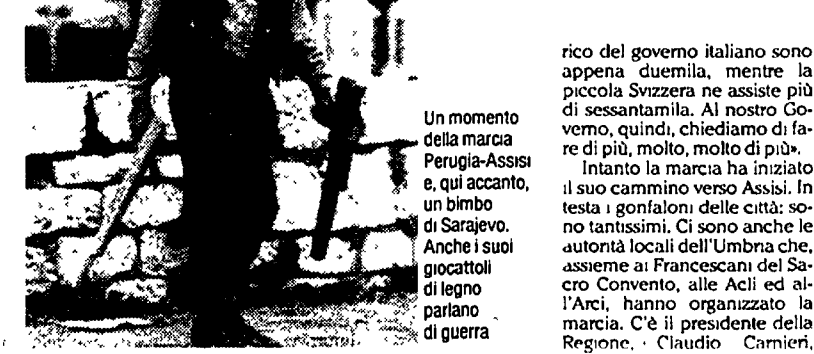 Un momento
della marcia
Perugia-Assisi
e, qui accanto,
un bimbo
di Sarajevo.
Anche i suoi
giocattoli
di legno
parlano
di guerra
rico del governo italiano sono
appena duemila, mentre la
piccola Svizzera ne assiste più
di sessantamila. Al nostro Go-
verno, quindi, chiediamo di fa-
re di più, molto, molto di più».
Intanto la marcia ha iniziato
il suo cammino verso Assisi. In
testa i gonfaloni delle città: so-
no tantissimi. Ci sono anche le
autorità locali dell'Umbria che,
assieme ai Francescani del Sa-
cro Convento, alle Acli ed al-
l'Arci, hanno organizzato la
marcia. C'è il presidente della
Regione, Claudio Carnieri,